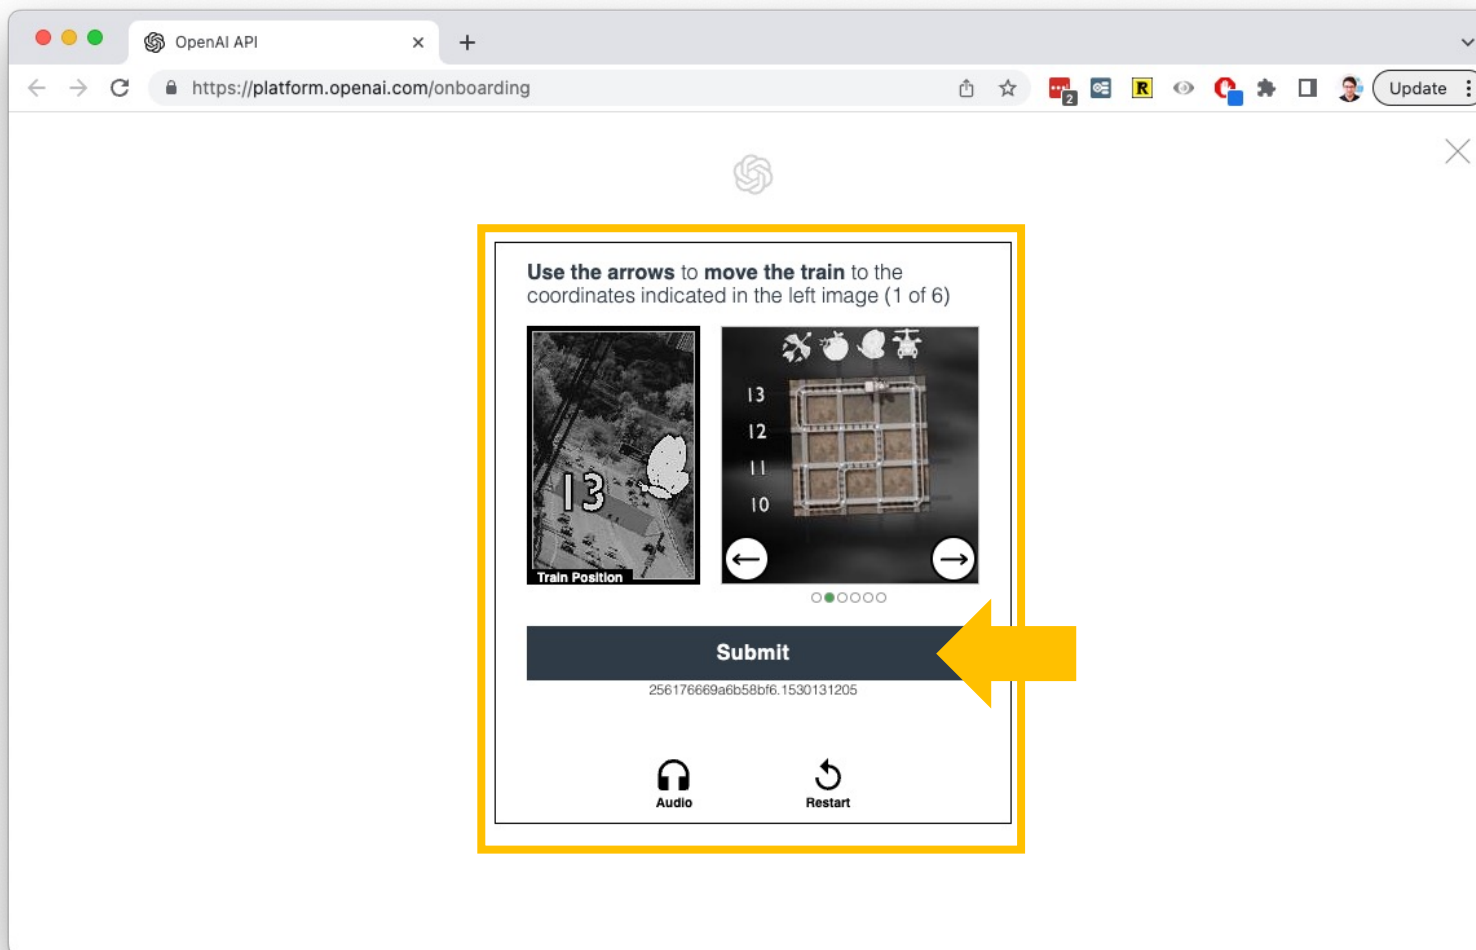 OpenAI API
https://platform.openai.com/onboarding
2
R
Update
Use the arrows to move the train to the
coordinates indicated in the left image (1 of 6)
13
Train Position
13
12
11
10
Submit
256176669a6b58bf6.1530131205
Audio
Restart